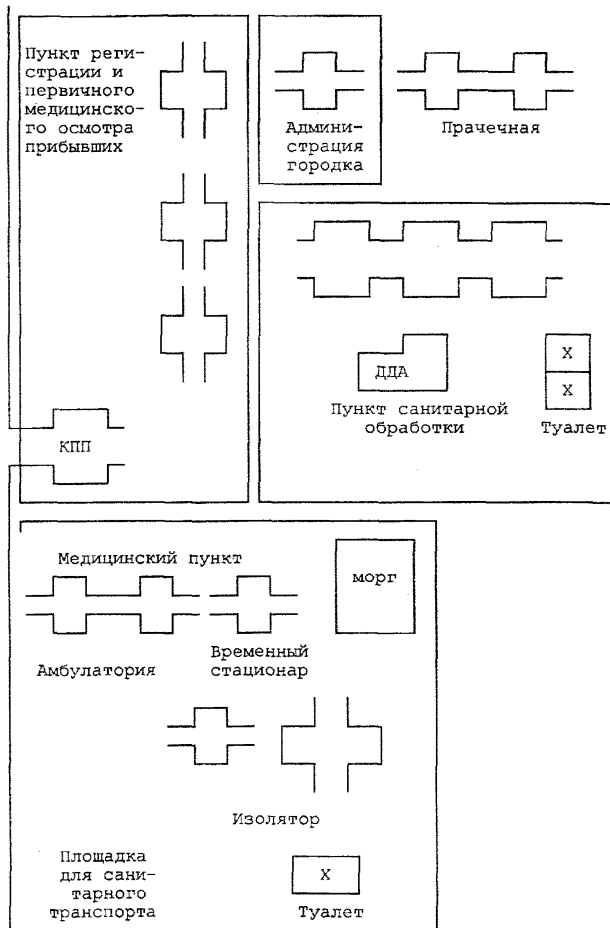 Пункт реги-
страции и
первичного
медицинско-
го осмотра
прибывших
Админи-
страция
городка
Прачечная
ДДА
Х
Х
Пункт санитарной
обработки
Туалет
КПП
Медицинский пункт
морг
Амбулатория
Временный
стационар
Изолятор
Площадка
для сани-
тарного
транспорта
Х
Туалет